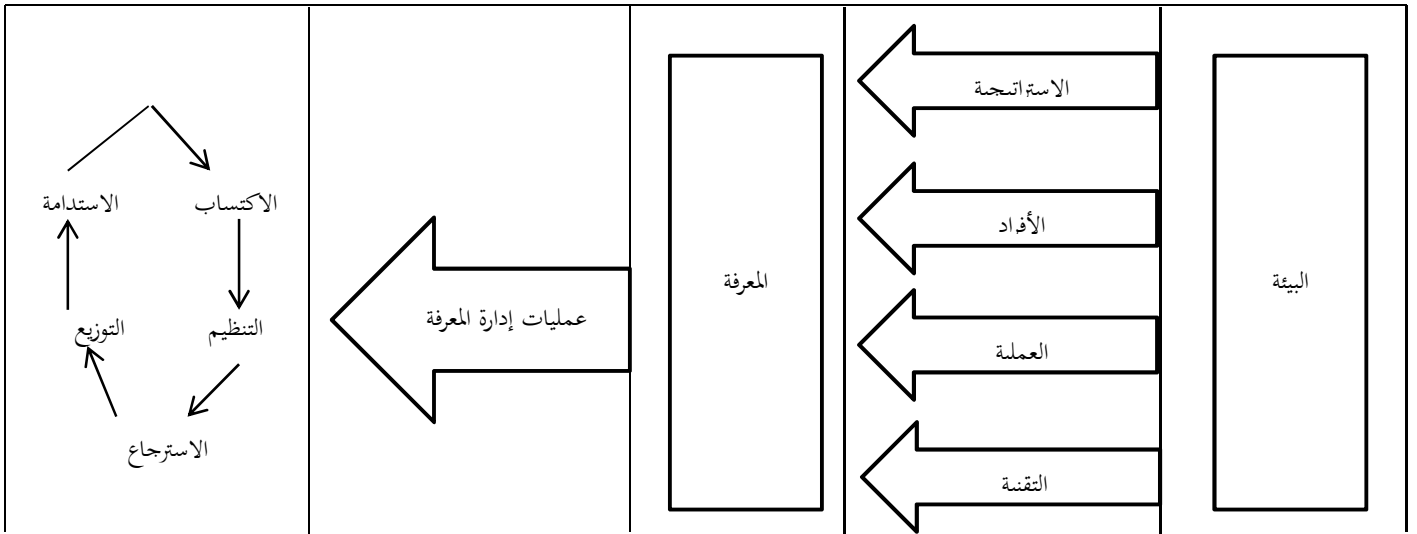 البيئة
الاستراتيجية
الأفراد
العملية
التقنية
المعرفة
عمليات إدارة المعرفة
الاكتساب
التنظيم
الاسترجاع
التوزيع
الاستدامة